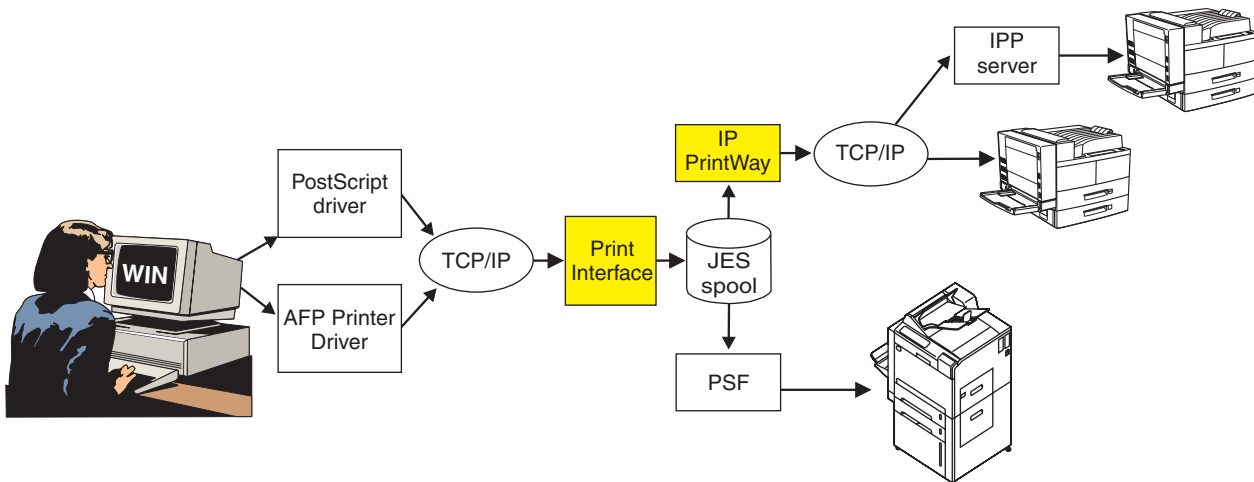 WIN
PostScript
driver
AFP Printer
Driver
TCP/IP
Print
Interface
JES
spool
IP
PrintWay
TCP/IP
IPP
server
PSF